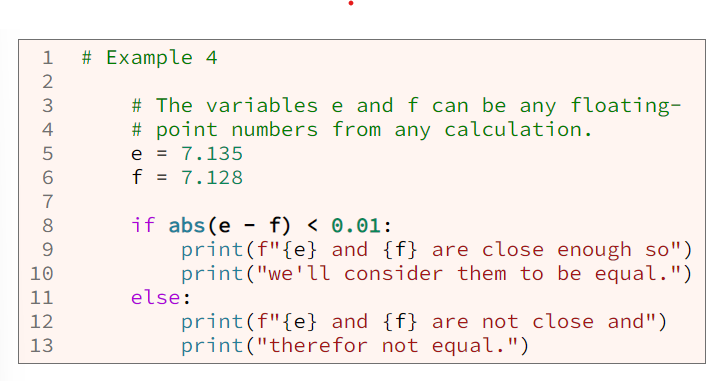 1 # Example 4
2
3 # The variables e and f can be any floating-
4 # point numbers from any calculation.
5 e = 7.135
6 f = 7.128
7
8 if abs(e - f) < 0.01:
9 print(f"{e} and {f} are close enough so")
10 print("we'll consider them to be equal.")
11 else:
12 print(f"{e} and {f} are not close and")
13 print("therefor not equal.")